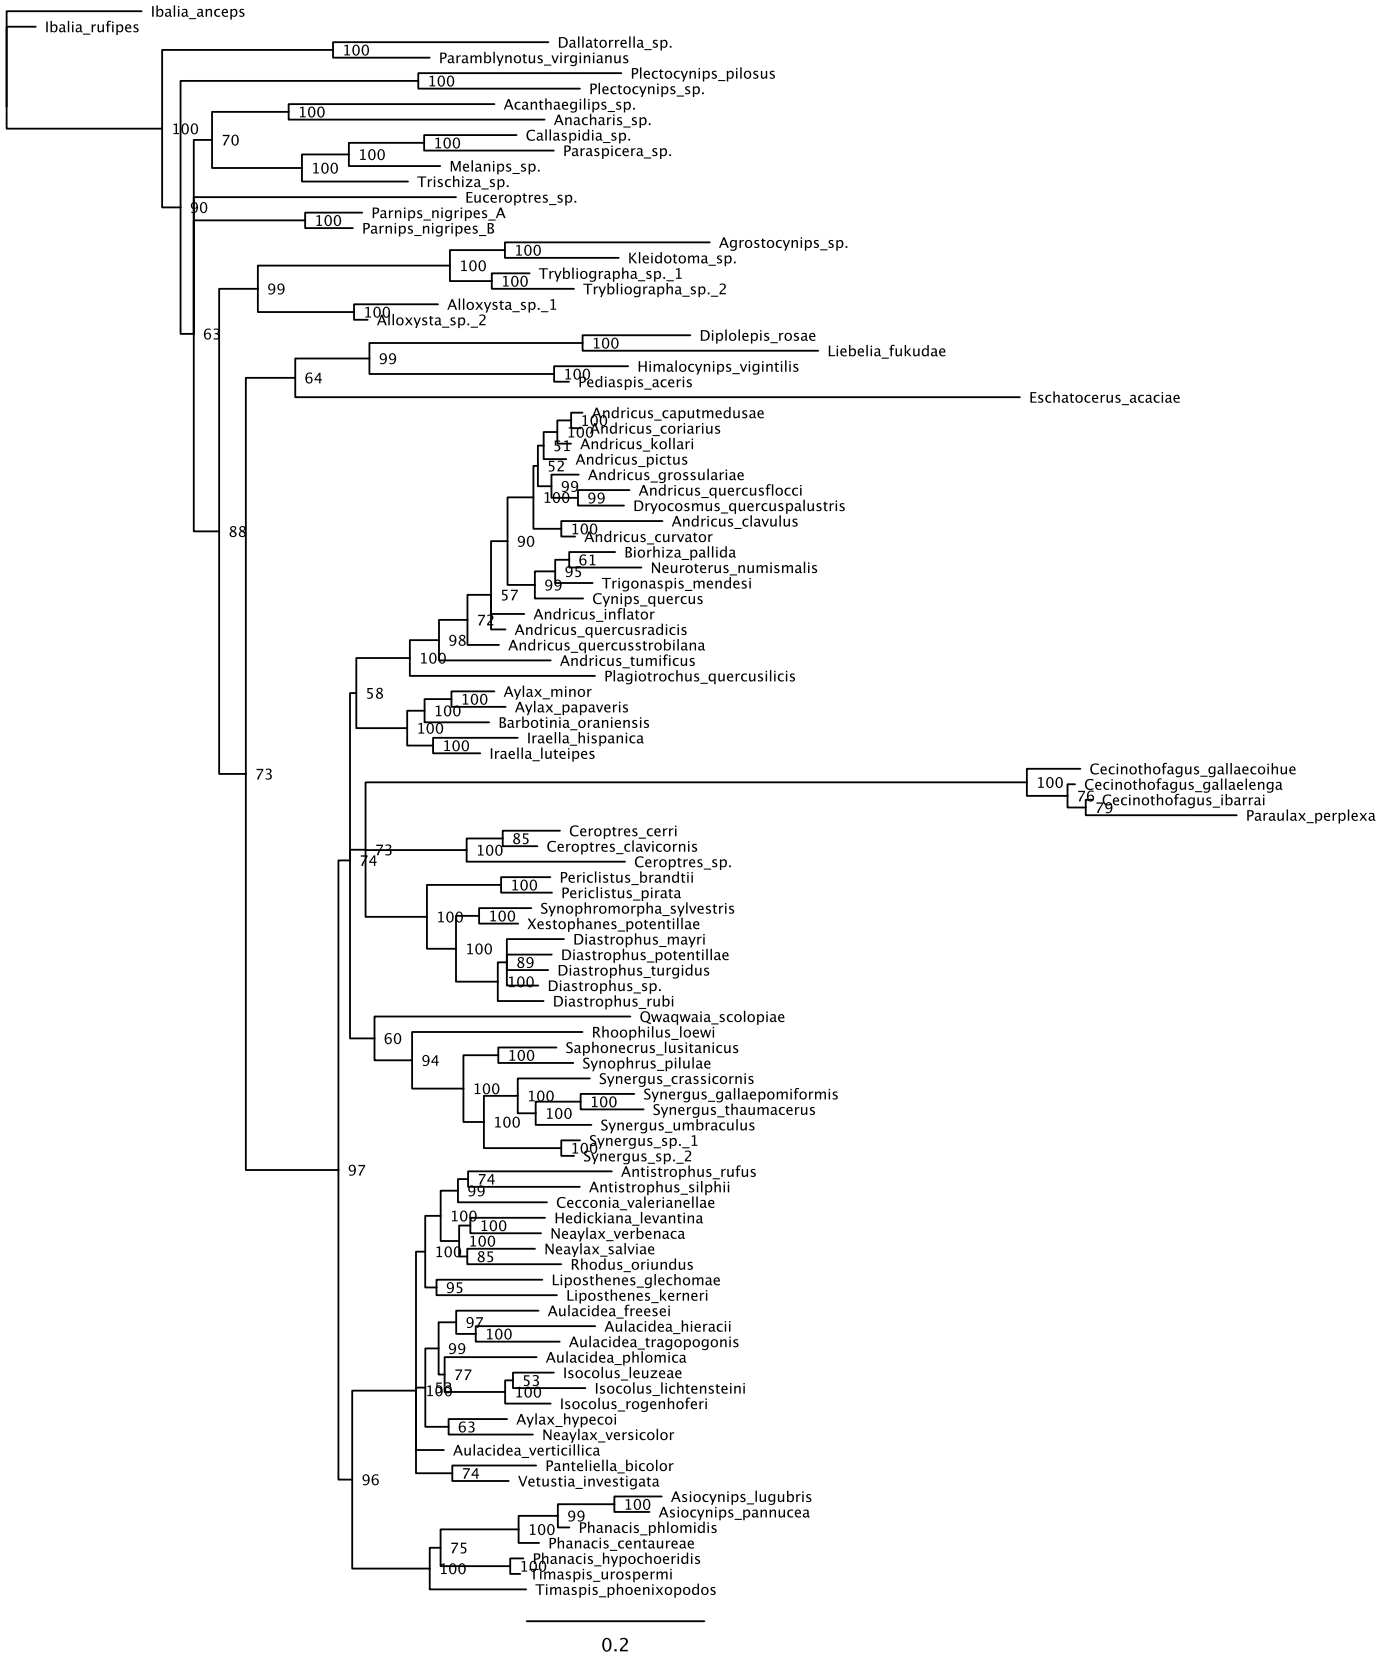 Ibalia_anceps
Ibalia_rufipes
Dallatorrella_sp.
100
Paramblynotus_virginianus
Plectocynips_pilosus
100
Plectocynips_sp.
Acanthaegilips_sp.
100
Anacharis_sp.
100
Callaspidia_sp.
70
100
Paraspicera_sp.
100
Melanips_sp.
100
Trischiza_sp.
Euceroptres_sp.
90
Parnips_nigripes_A
100
Parnips_nigripes_B
Agrostocynips_sp.
100
Kleidotoma_sp.
100
Trybliographa_sp._1
100
Trybliographa_sp._2
99
Alloxysta_sp._1
100
Alloxysta_sp._2
63
Diplolepis_rosae
100
Liebelia_fukudae
99
Himalocynips_vigintilis
100
Pediaspis_aceris
64
Eschatocerus_acaciae
Andricus_caputmedusae
100
Andricus_coriarius
100
Andricus_kollari
51
Andricus_pictus
52
Andricus_grossulariae
99
Andricus_quercusflocci
100
99
Dryocosmus_quercuspalustris
Andricus_clavulus
100
Andricus_curvator
88
90
Biorhiza_pallida
61
Neuroterus_numismalis
95
Trigonaspis_mendesi
99
Cynips_quercus
57
Andricus_inflator
72
Andricus_quercusradicis
98
Andricus_quercusstrobilana
100
Andricus_tumificus
Plagiotrochus_quercusilicis
58
Aylax_minor
100
Aylax_papaveris
100
Barbotinia_oraniensis
100
Iraella_hispanica
100
Iraella_luteipes
73
Cecinothofagus_gallaecoihue
100
Cecinothofagus_gallaelenga
76
Cecinothofagus_ibarrai
79
Paraulax_perplexa
Ceroptres_cerri
85
Ceroptres_clavicornis
73
100
74
Ceroptres_sp.
Periclistus_brandtii
100
Periclistus_pirata
Synophromorpha_sylvestris
100
100
Xestophanes_potentillae
Diastrophus_mayri
100
Diastrophus_potentillae
89
Diastrophus_turgidus
100
Diastrophus_sp.
Diastrophus_rubi
Qwaqwaia_scolopiae
60
Rhoophilus_loewi
Saphonecrus_lusitanicus
94
100
Synophrus_pilulae
Synergus_crassicornis
100
100
Synergus_gallaepomiformis
100
Synergus_thaumacerus
100
100
Synergus_umbraculus
Synergus_sp._1
100
Synergus_sp._2
97
Antistrophus_rufus
74
Antistrophus_silphii
99
Cecconia_valerianellae
100
Hedickiana_levantina
100
Neaylax_verbenaca
100
Neaylax_salviae
100
85
Rhodus_oriundus
Liposthenes_glechomae
95
Liposthenes_kerneri
Aulacidea_freesei
97
Aulacidea_hieracii
100
Aulacidea_tragopogonis
99
Aulacidea_phlomica
77
Isocolus_leuzeae
53
Isocolus_lichtensteini
100
100
Isocolus_rogenhoferi
Aylax_hypecoi
63
Neaylax_versicolor
Aulacidea_verticillica
Panteliella_bicolor
96
74
Vetustia_investigata
Asiocynips_lugubris
100
Asiocynips_pannucea
99
Phanacis_phlomidis
100
Phanacis_centaureae
75
Phanacis_hypochoeridis
100
100
Timaspis_urospermi
Timaspis_phoenixopodos
0.2